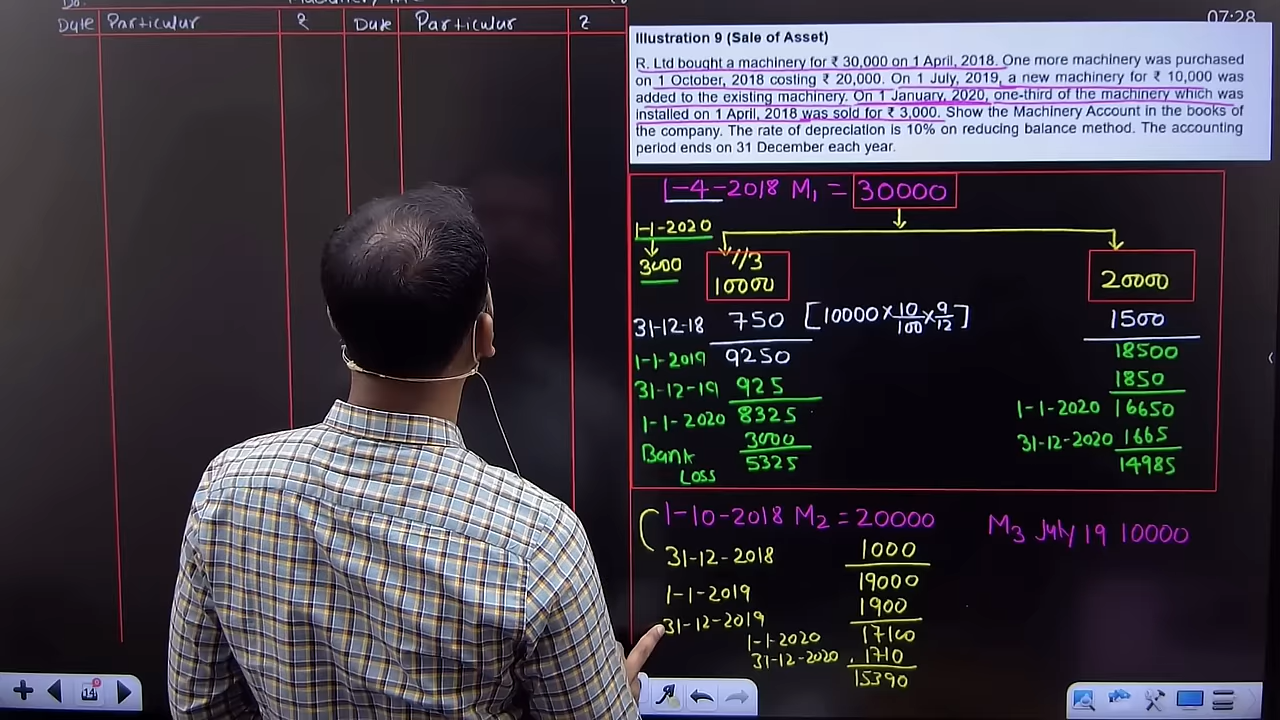 Date Particular ₹ Date Particular ₹
07:28
Illustration 9 (Sale of Asset)
R. Ltd bought a machinery for ₹ 30,000 on 1 April, 2018. One more machinery was purchased
on 1 October, 2018 costing ₹ 20,000. On 1 July, 2019, a new machinery for ₹ 10,000 was
added to the existing machinery. On 1 January, 2020, one-third of the machinery which was
installed on 1 April, 2018 was sold for ₹ 3,000. Show the Machinery Account in the books of
the company. The rate of depreciation is 10% on reducing balance method. The accounting
period ends on 31 December each year.
1-4-2018 M1 = 30000
1-1-2020
3000
1/3
10000
20000
31-12-18 750 [10000 × 10/100 × 9/12]
1-1-2019 9250
31-12-19 925
1-1-2020 8325
3000
Bank
Loss 5325
1500
18500
1850
1-1-2020 16650
31-12-2020 1665
14985
1-10-2018 M2 = 20000
31-12-2018 1000
1-1-2019 19000
31-12-2019 1900
1-1-2020 17100
31-12-2020 1710
15390
M3 July 19 10000
14